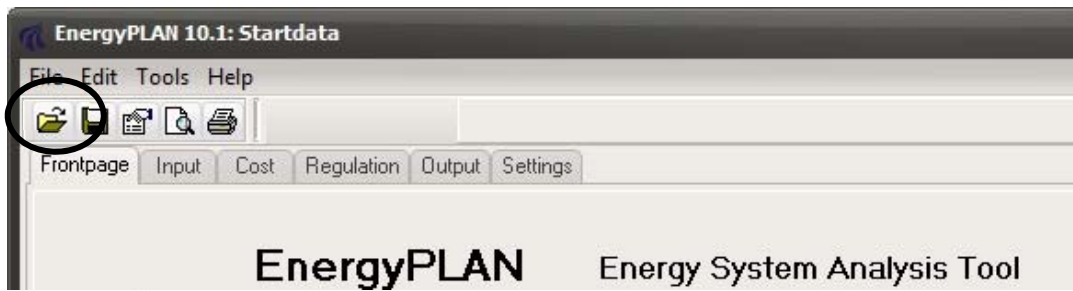 EnergyPLAN 10.1: Startdata
File Edit Tools Help
Frontpage Input Cost Regulation Output Settings
EnergyPLAN Energy System Analysis Tool